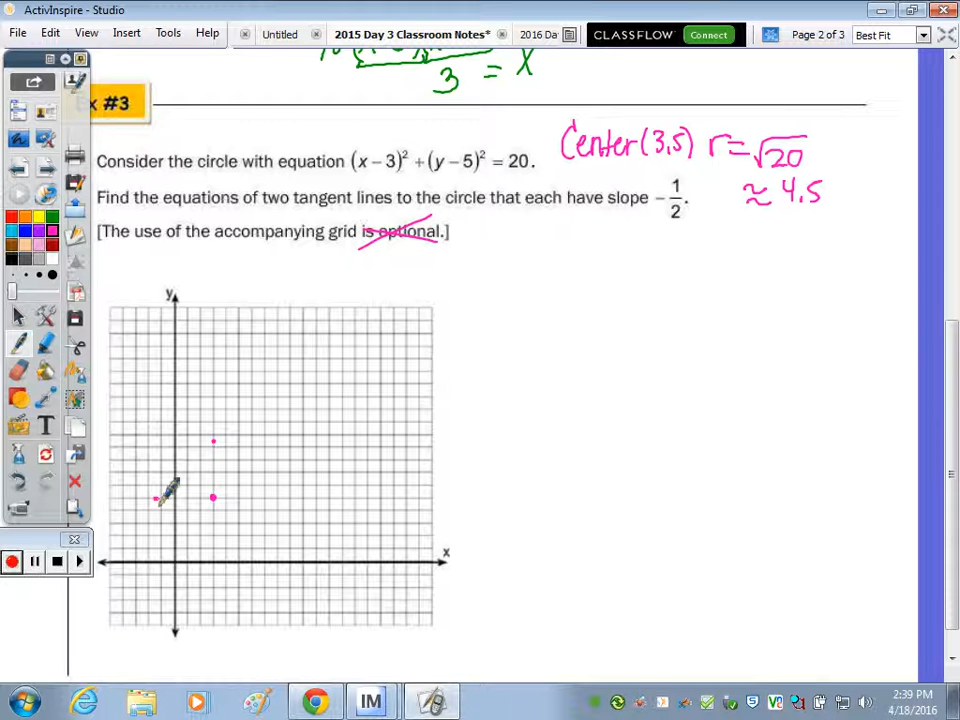 ActivInspire - Studio
File Edit View Insert Tools Help Untitled 2015 Day 3 Classroom Notes* 2016 Da CLASSFLOW Connect Page 2 of 3 Best Fit
3 = x
Ex #3
Center (3,5) r = √20
≈ 4.5
Consider the circle with equation (x – 3)² + (y – 5)² = 20.
Find the equations of two tangent lines to the circle that each have slope –1/2.
[The use of the accompanying grid is optional.]
y
x
IM
2:39 PM
4/18/2016